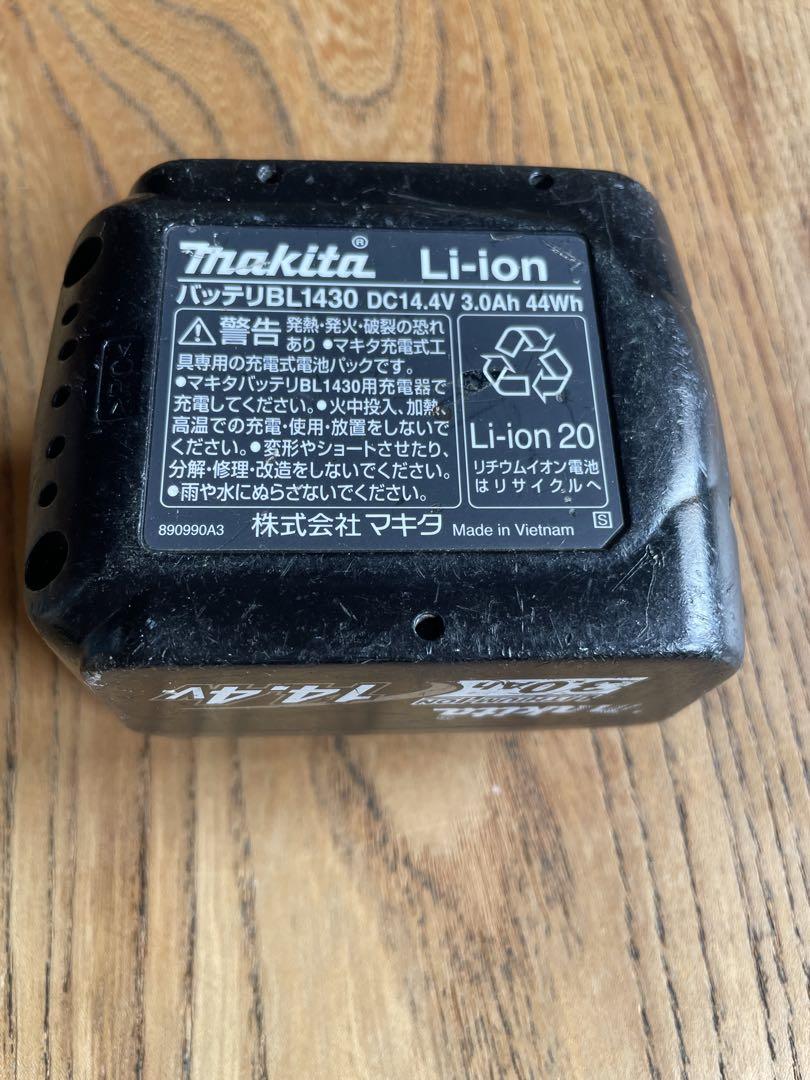 makita® Li-ion
バッテリBL1430 DC14.4V 3.0Ah 44Wh
警告 発熱・発火・破裂の恐れ
あり ●マキタ充電式工
具専用の充電式電池パックです。
●マキタバッテリBL1430用充電器で
充電してください。●火中投入、加熱、
高温での充電・使用・放置をしないで
ください。●変形やショートさせたり、
分解・修理・改造をしないでください。
●雨や水にぬらさないでください。
Li-ion 20
リチウムイオン電池
はリサイクルへ
890990A3 株式会社マキタ Made in Vietnam S
14.4V
3.0Ah
makita